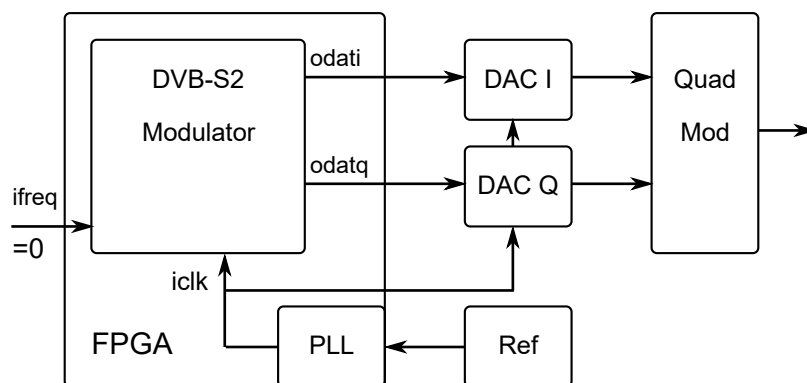 DVB-S2
Modulator
odati
odatq
DAC I
DAC Q
Quad
Mod
ifreq
=0
iclk
FPGA
PLL
Ref